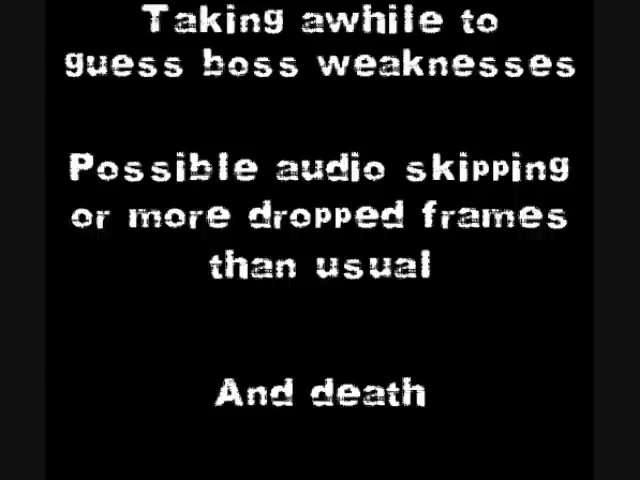 Taking awhile to
guess boss weaknesses
Possible audio skipping
or more dropped frames
than usual
And death